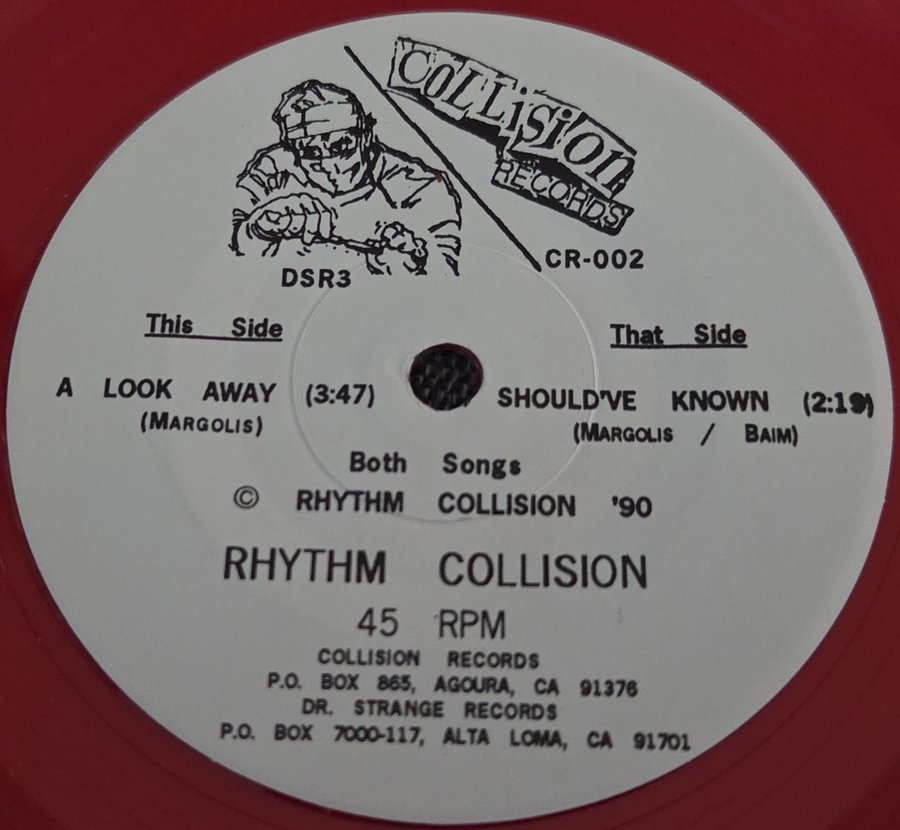 COLLiSiON
RECORDS
CR-002
DSR3
This Side
A LOOK AWAY (3:47)
(MARGOLIS)
That Side
SHOULD'VE KNOWN (2:19)
(MARGOLIS / BAIM)
Both Songs
© RHYTHM COLLISION '90
RHYTHM COLLISION
45 RPM
COLLISION RECORDS
P.O. BOX 865, AGOURA, CA 91376
DR. STRANGE RECORDS
P.O. BOX 7000-117, ALTA LOMA, CA 91701